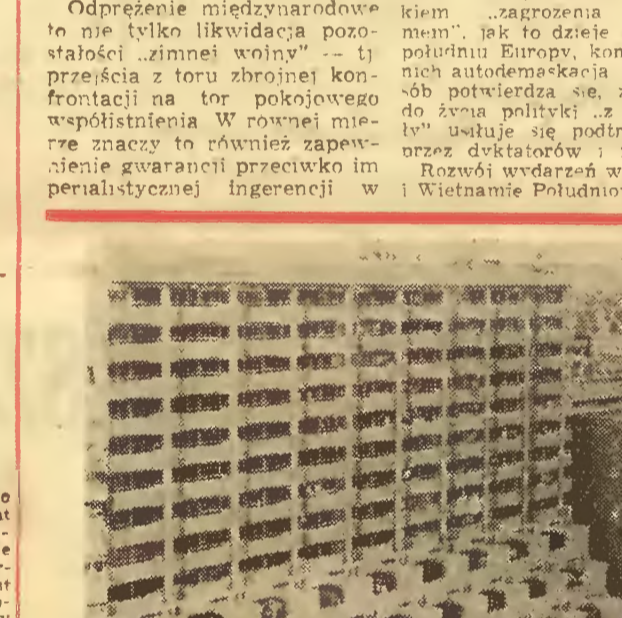 Odprężenie międzynarodowe
to nie tylko likwidacja pozo-
stałości „zimnej wojny" — tj
przejścia z toru zbrojnej kon-
frontacji na tor pokojowego
współistnienia W równej mie-
rze znaczy to również zapew-
nienie gwarancji przeciwko im
perialistycznej ingerencji w
kiem „zagrożenia
mem". jak to dzieje
południu Europy, kon
nich autodemaskacja
sób potwierdza się, z
do życia polityki „z
ły" usiłuje się podtr
przez dyktatorów i
Rozwój wydarzeń w
i Wietnamie Południo